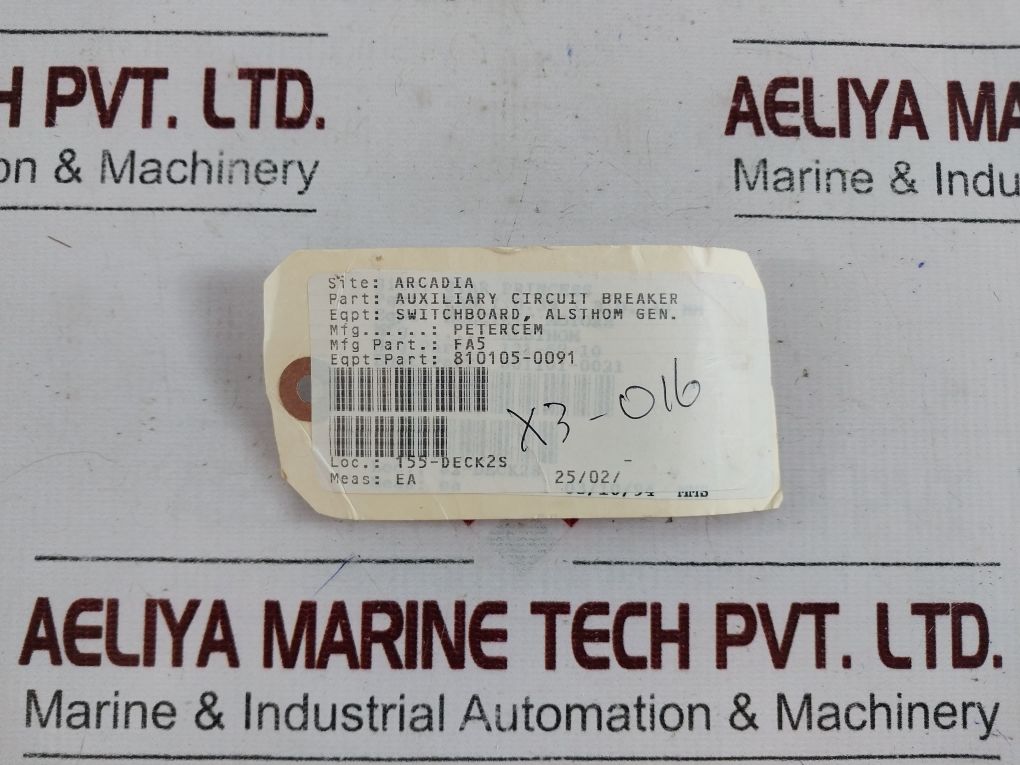 H PVT. LTD.
on & Machinery
AELIYA MA
Marine & Indu
Site: ARCADIA
Part: AUXILIARY CIRCUIT BREAKER
Eqpt: SWITCHBOARD, ALSTHOM GEN.
Mfg......: PETERCEM
Mfg Part.: FA5
Eqpt-Part: 810105-0091
X3-016
Loc.: 155-DECK2S -
Meas: EA 25/02/
MMS
AELIYA MARINE TECH PVT. LTD.
Marine & Industrial Automation & Machinery